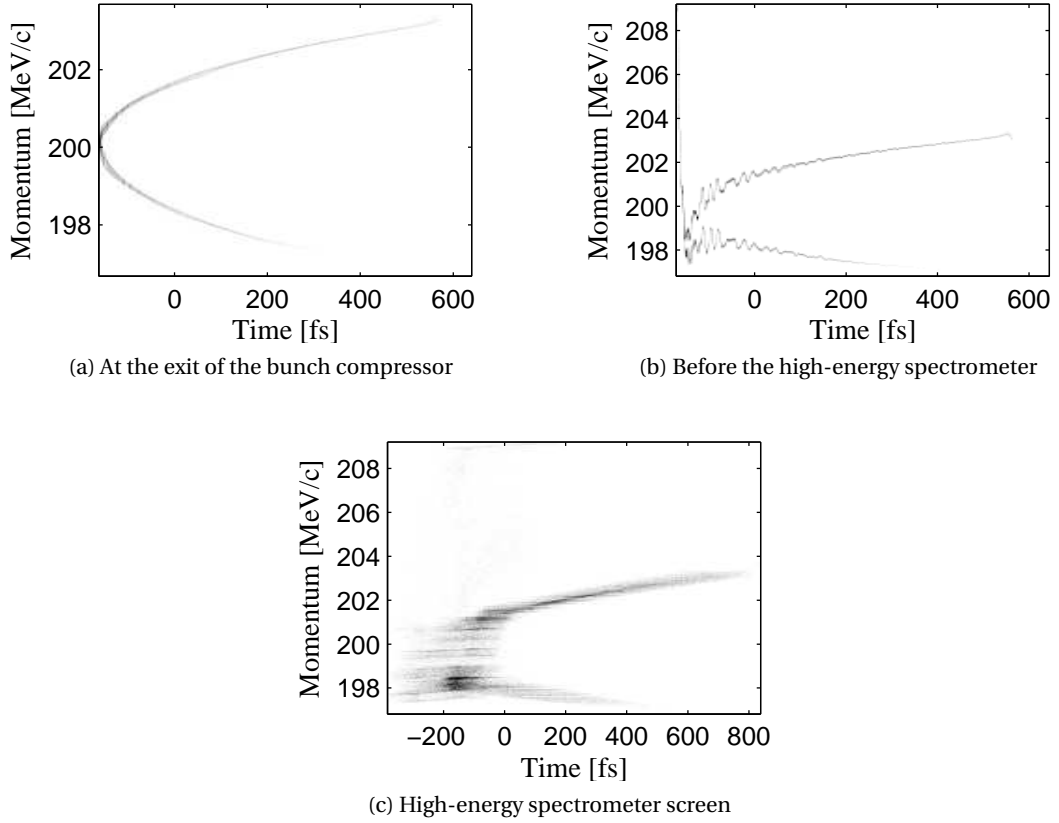 Momentum [MeV/c]
202
200
198
0 200 400 600
Time [fs]
(a) At the exit of the bunch compressor
Momentum [MeV/c]
208
206
204
202
200
198
0 200 400 600
Time [fs]
(b) Before the high-energy spectrometer
Momentum [MeV/c]
208
206
204
202
200
198
−200 0 200 400 600 800
Time [fs]
(c) High-energy spectrometer screen